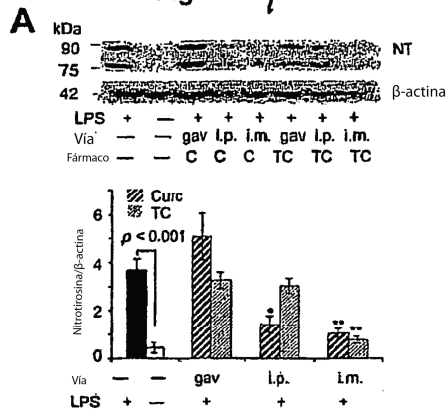 A
kDa
90 NT
75
42 β-actina
LPS + – + + + + + +
Vía – – gav i.p. i.m. gav i.p. i.m.
Fármaco – – C C C TC TC TC
Curc
TC
p < 0.001
6
4
2
0
Nitrotirosina/β-actina
* ** **
Vía – – gav i.p. i.m.
LPS + – + + +